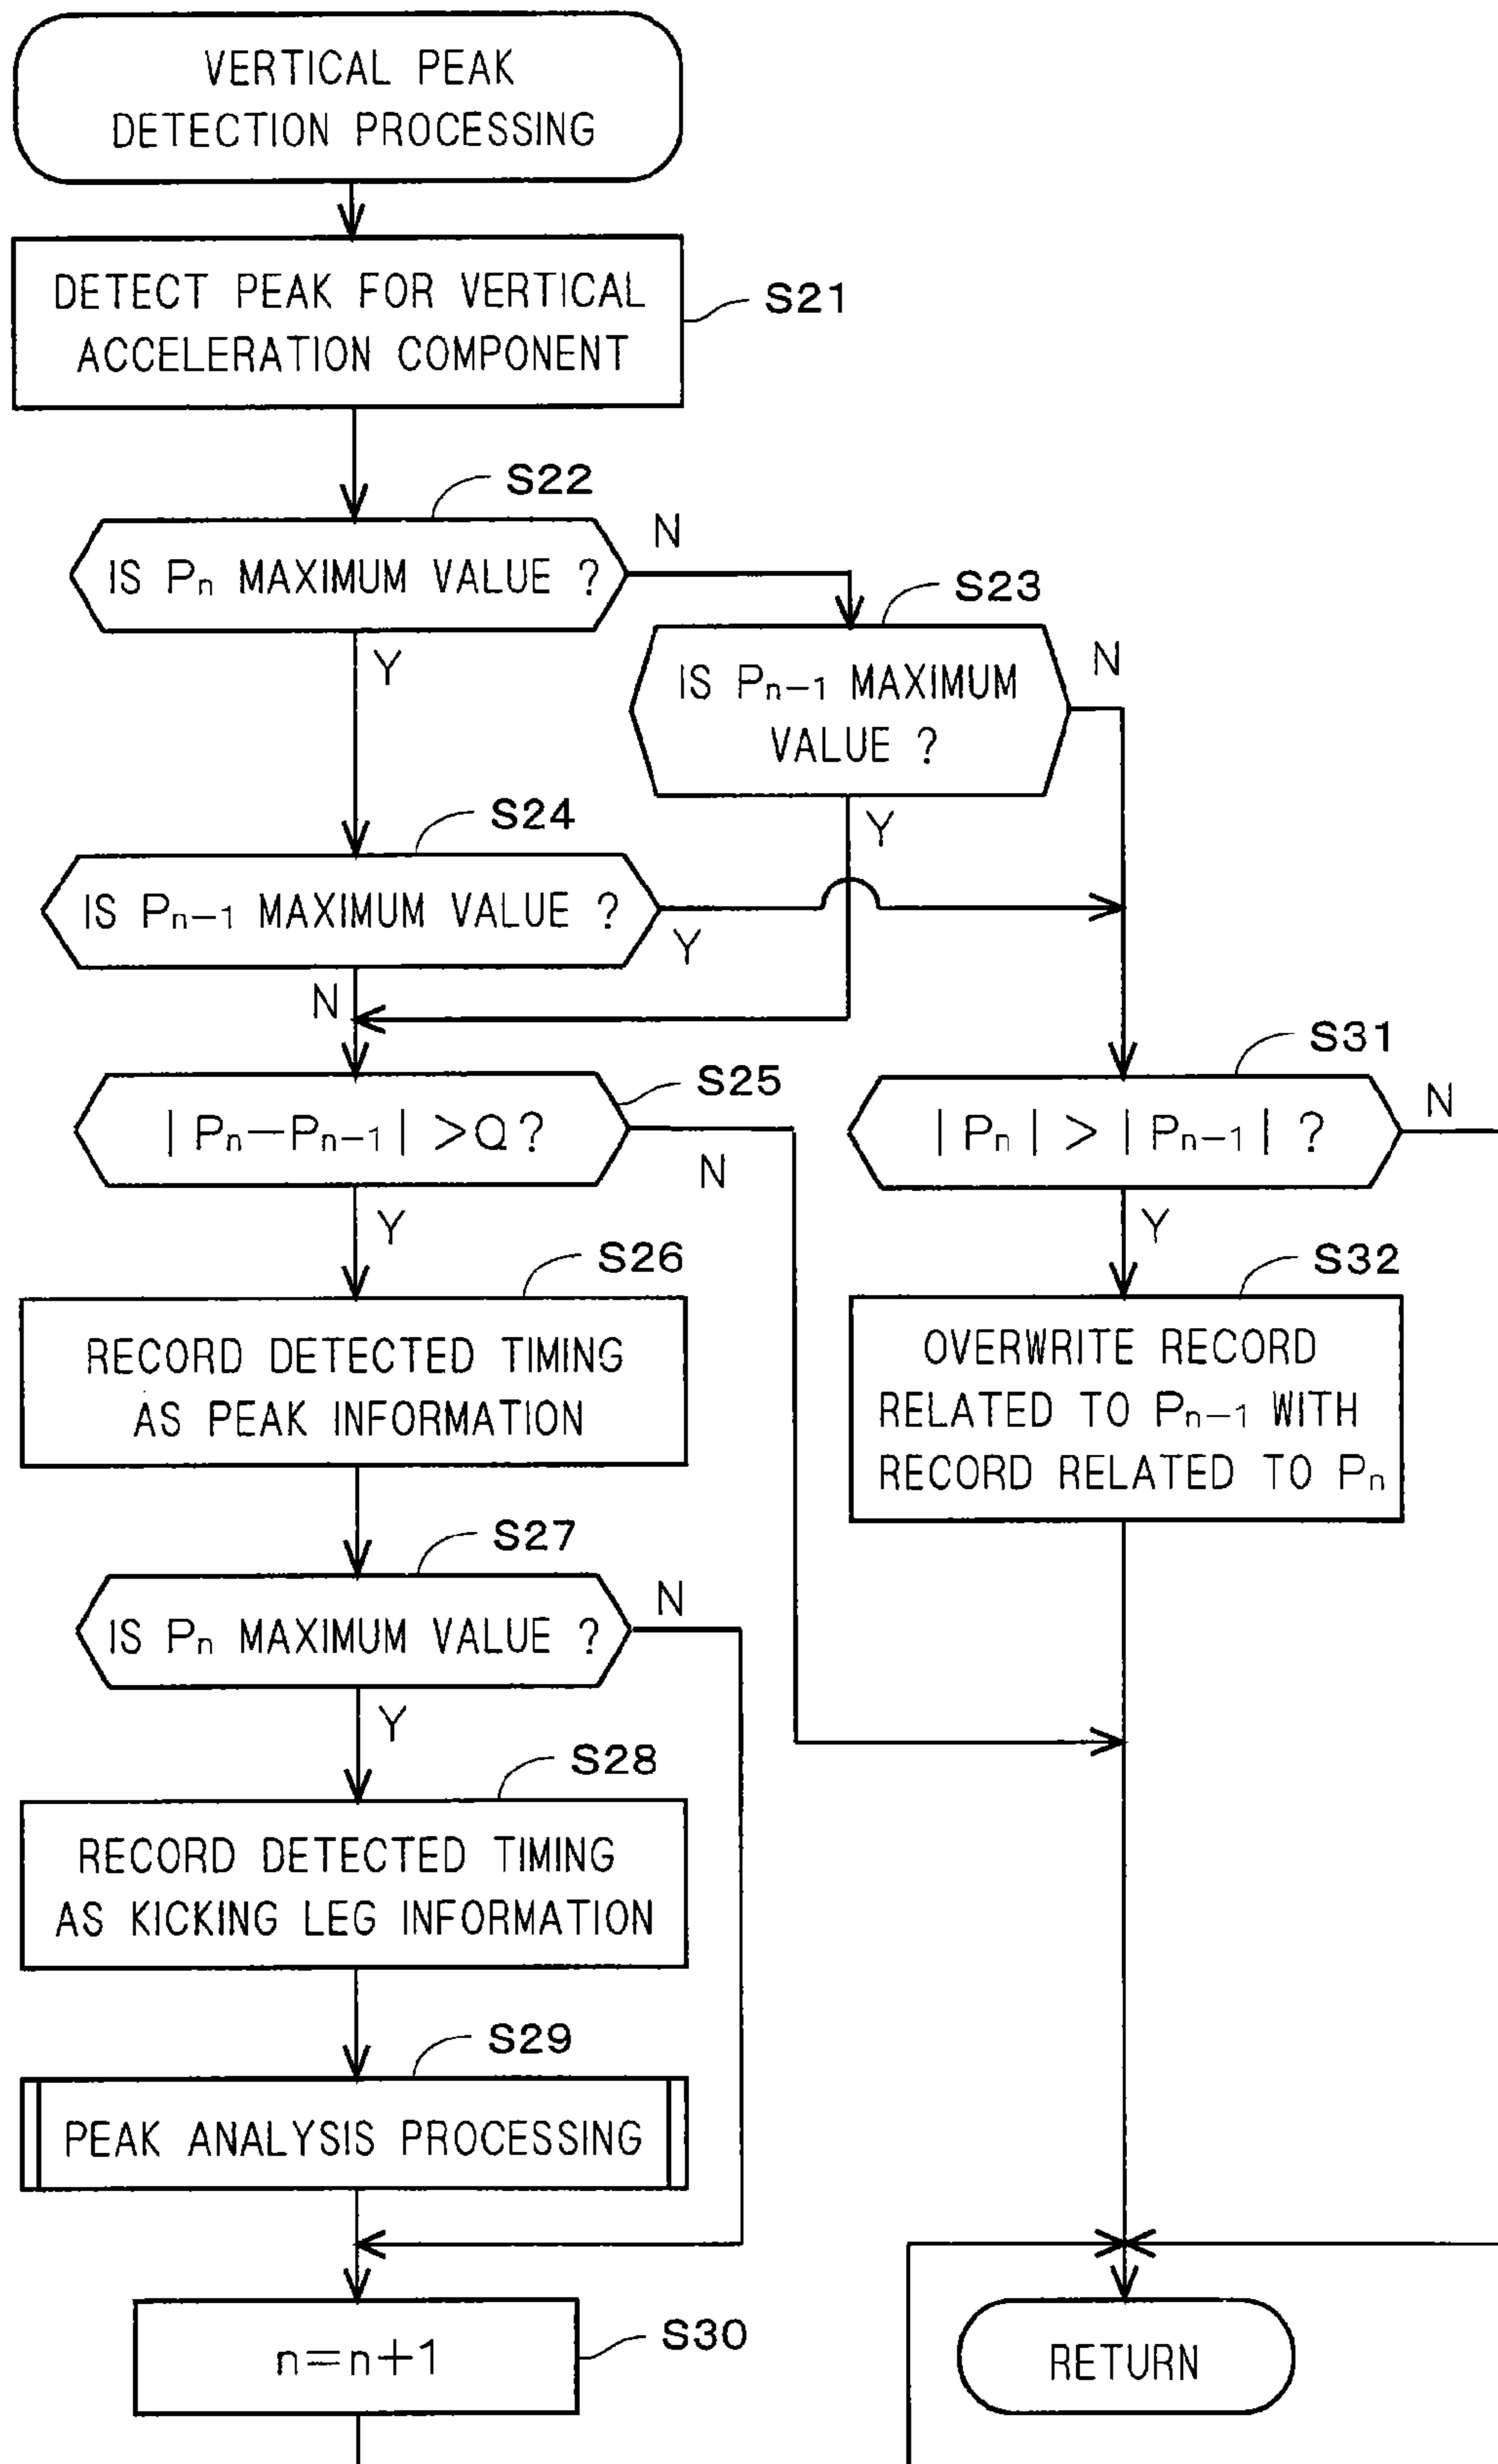 VERTICAL PEAK
DETECTION PROCESSING
DETECT PEAK FOR VERTICAL
ACCELERATION COMPONENT
S21
S22
IS Pn MAXIMUM VALUE ?
N
Y
S23
IS Pn−1 MAXIMUM
VALUE ?
N
Y
S24
IS Pn−1 MAXIMUM VALUE ?
Y
N
S25
|Pn−Pn−1|>Q?
N
Y
S31
|Pn|>|Pn−1| ?
N
Y
S26
RECORD DETECTED TIMING
AS PEAK INFORMATION
S32
OVERWRITE RECORD
RELATED TO Pn−1 WITH
RECORD RELATED TO Pn
S27
IS Pn MAXIMUM VALUE ?
N
Y
S28
RECORD DETECTED TIMING
AS KICKING LEG INFORMATION
S29
PEAK ANALYSIS PROCESSING
S30
n=n+1
RETURN